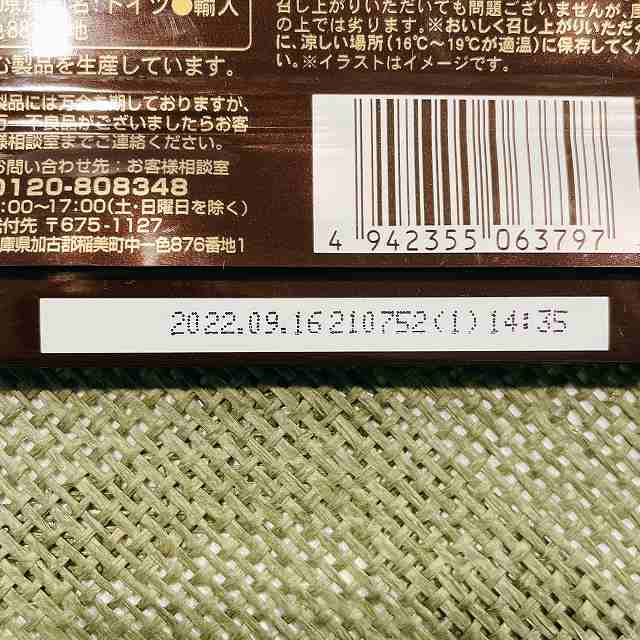 ドイツ●輸入
製品を生産しています。
製品には万全を期しておりますが、
不良品がございましたらお客
様相談室までご連絡ください。
お問い合わせ先 お客様相談室
0120-808348
:00~17:00(土・日曜日を除く)
送付先 〒675-1127
庫県加古郡稲美町中一色876番地1
召し上がりいただいても問題ございませんが、
の上では劣ります。※おいしく召し上がりいただ
に、涼しい場所(16℃~19℃が適温)に保存してく
い。※イラストはイメージです。
4 942355 063797
2022.09.16 210752(1) 14:35